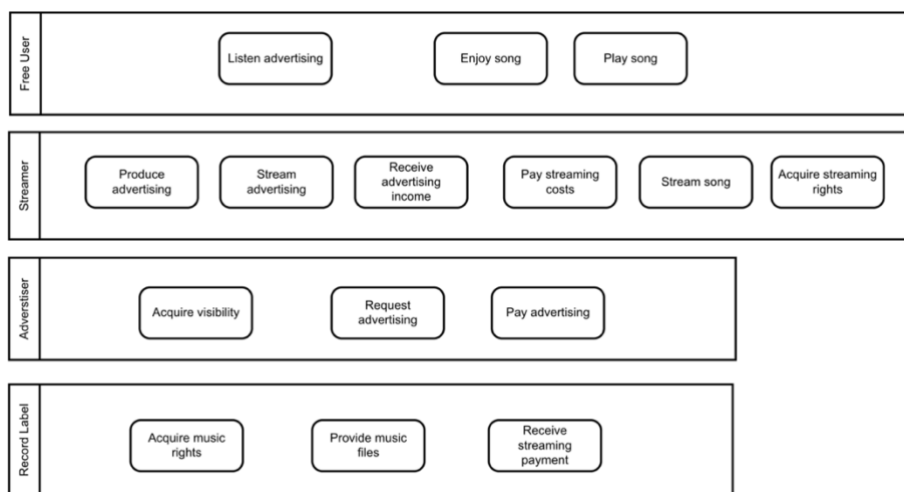 Free User
Listen advertising
Enjoy song
Play song
Streamer
Produce
advertising
Stream
advertising
Receive
advertising
income
Pay streaming
costs
Stream song
Acquire streaming
rights
Adverstiser
Acquire visibility
Request
advertising
Pay advertising
Record Label
Acquire music
rights
Provide music
files
Receive
streaming
payment